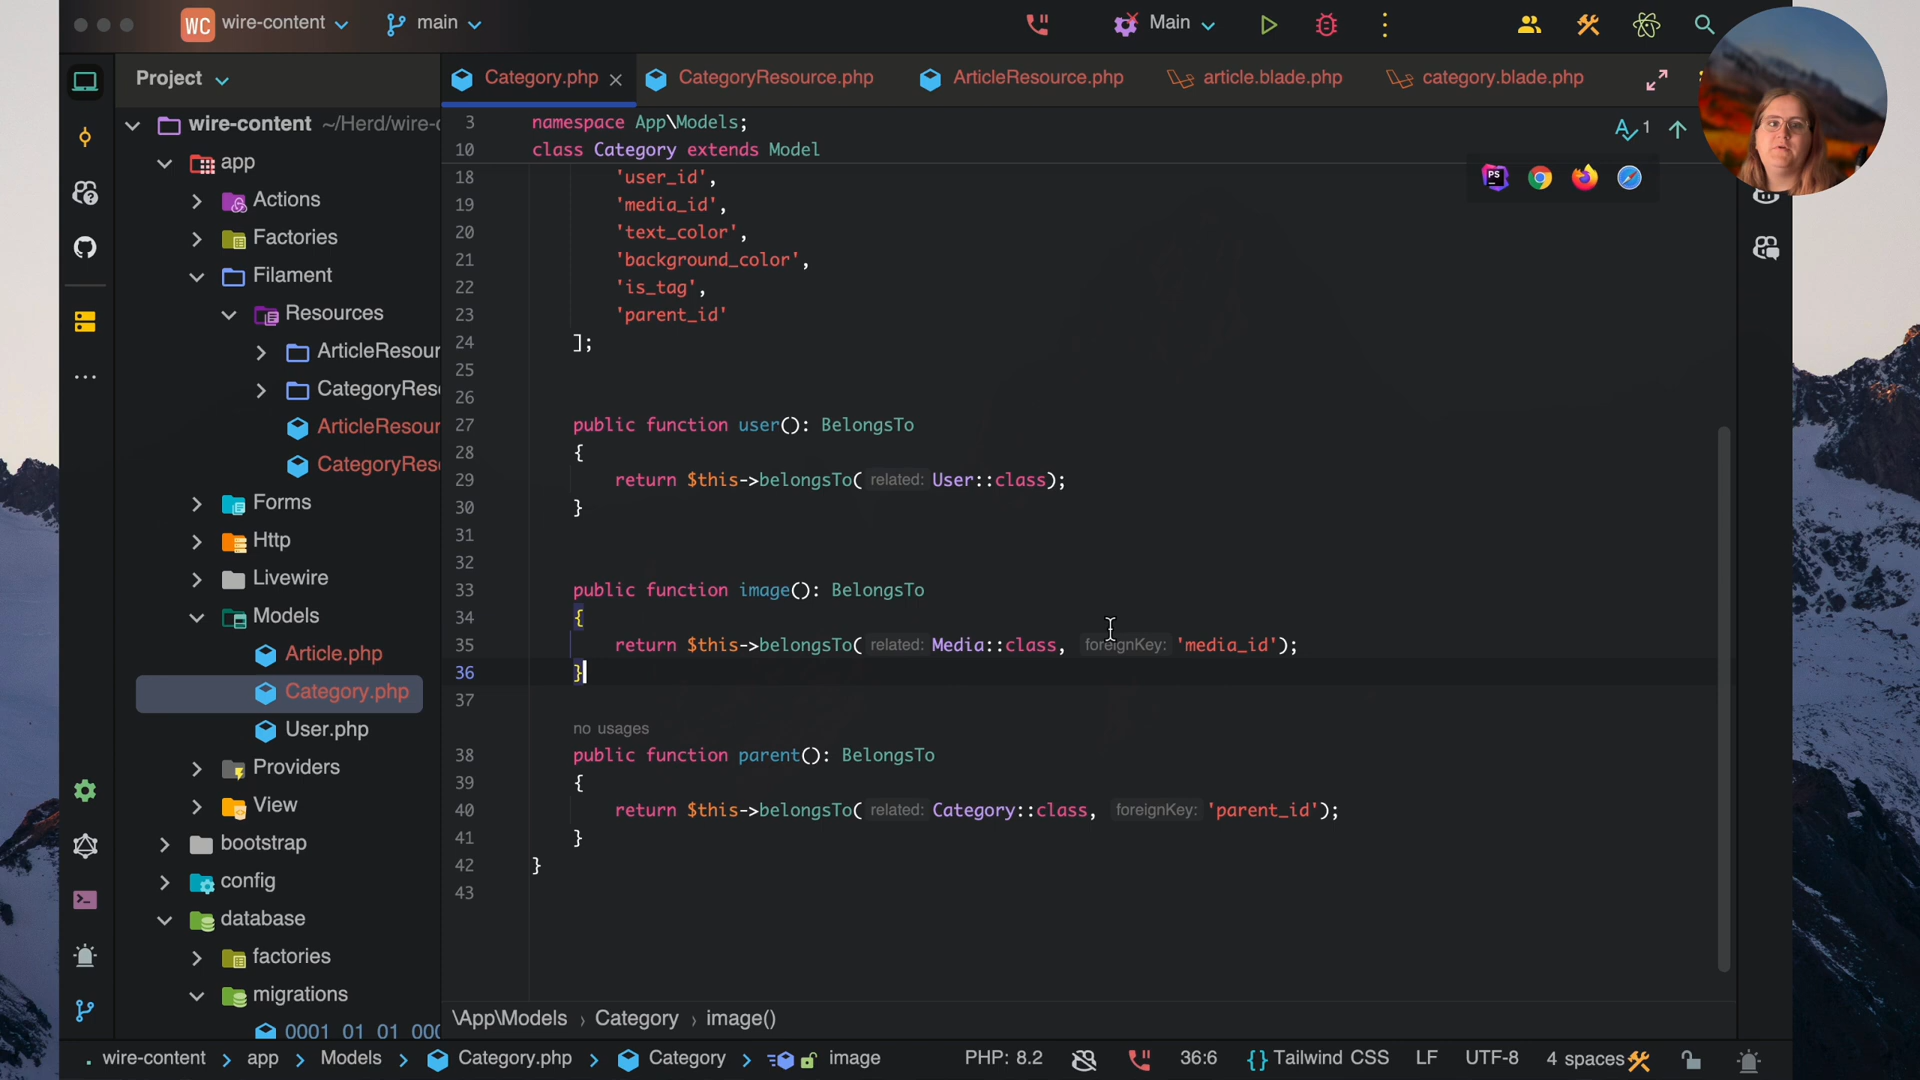 WC wire-content main Main
Project
Category.php CategoryResource.php ArticleResource.php article.blade.php category.blade.php
wire-content ~/Herd/wire-c
app
Actions
Factories
Filament
Resources
ArticleResour
CategoryRes
ArticleResour
CategoryRes
Forms
Http
Livewire
Models
Article.php
Category.php
User.php
Providers
View
bootstrap
config
database
factories
migrations
0001_01_01_000
3 namespace App\Models;
10 class Category extends Model
1
PS
18 'user_id',
19 'media_id',
20 'text_color',
21 'background_color',
22 'is_tag',
23 'parent_id'
24 ];
25
26
27 public function user(): BelongsTo
28 {
29 return $this->belongsTo( related: User::class);
30 }
31
32
33 public function image(): BelongsTo
34 {
35 return $this->belongsTo( related: Media::class, foreignKey: 'media_id');
36 }
37
no usages
38 public function parent(): BelongsTo
39 {
40 return $this->belongsTo( related: Category::class, foreignKey: 'parent_id');
41 }
42 }
43
\App\Models › Category › image()
wire-content › app › Models › Category.php › Category › image PHP: 8.2 36:6 {} Tailwind CSS LF UTF-8 4 spaces